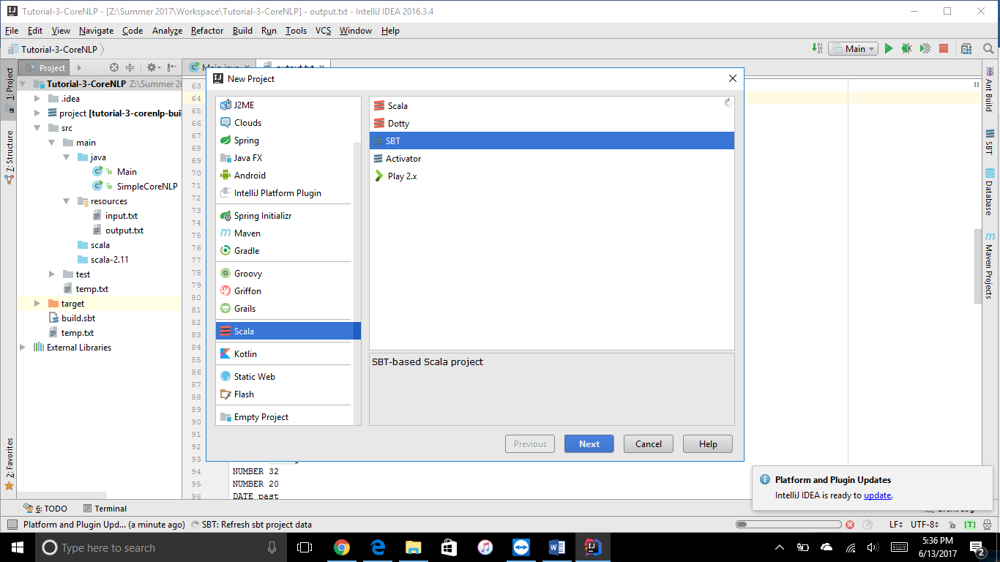 Tutorial-3-CoreNLP - [Z:\Summer 2017\Workspace\Tutorial-3-CoreNLP] - output.txt - IntelliJ IDEA 2016.3.4
File Edit View Navigate Code Analyze Refactor Build Run Tools VCS Window Help
Tutorial-3-CoreNLP
Main
1: Project
7: Structure
2: Favorites
Project
Tutorial-3-CoreNLP Z:\Summer 20
.idea
project [tutorial-3-corenlp-bui
src
main
java
Main
SimpleCoreNLP
resources
input.txt
output.txt
scala
scala-2.11
test
temp.txt
target
build.sbt
temp.txt
External Libraries
Main.java output.txt
63
64
65
66
67
68
69
70
71
72
73
74
75
76
77
78
79
80
81
82
83
84
85
86
87
88
89
90
91
92
93
94 NUMBER 32
95 NUMBER 20
96 DATE past
New Project
J2ME
Clouds
Spring
Java FX
Android
IntelliJ Platform Plugin
Spring Initializr
Maven
Gradle
Groovy
Griffon
Grails
Scala
Kotlin
Static Web
Flash
Empty Project
Scala
Dotty
SBT
Activator
Play 2.x
SBT-based Scala project
Previous Next Cancel Help
Ant Build
SBT
Database
Maven Projects
Platform and Plugin Updates
IntelliJ IDEA is ready to update.
6: TODO Terminal Event Log
Platform and Plugin Upd... (a minute ago) SBT: Refresh sbt project data
LF UTF-8 [T]
Type here to search
5:36 PM
6/13/2017
2